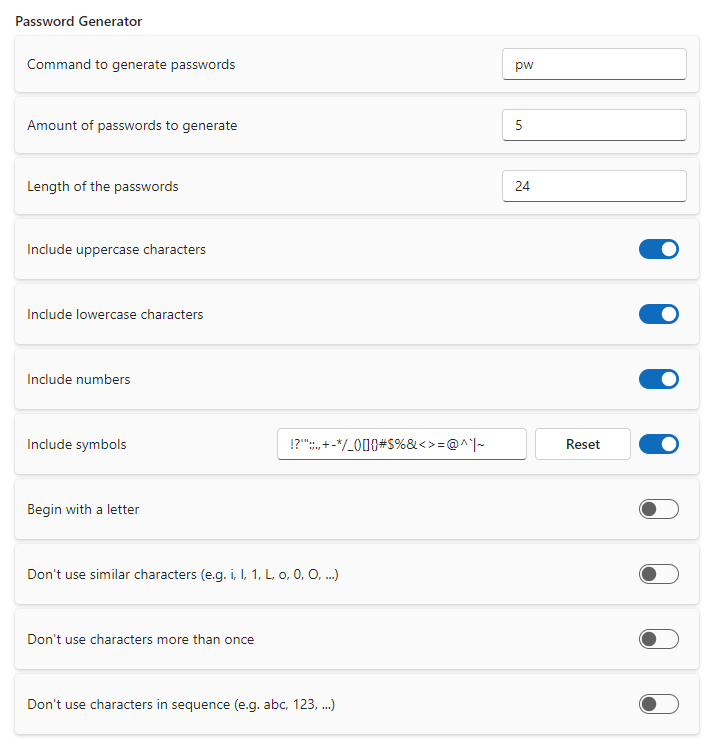 Password Generator
Command to generate passwords
pw
Amount of passwords to generate
5
Length of the passwords
24
Include uppercase characters
Include lowercase characters
Include numbers
Include symbols
!?'":;.,+-*/_()[]{}#$%&<>=@^`|~
Reset
Begin with a letter
Don't use similar characters (e.g. i, l, 1, L, o, 0, O, ...)
Don't use characters more than once
Don't use characters in sequence (e.g. abc, 123, ...)